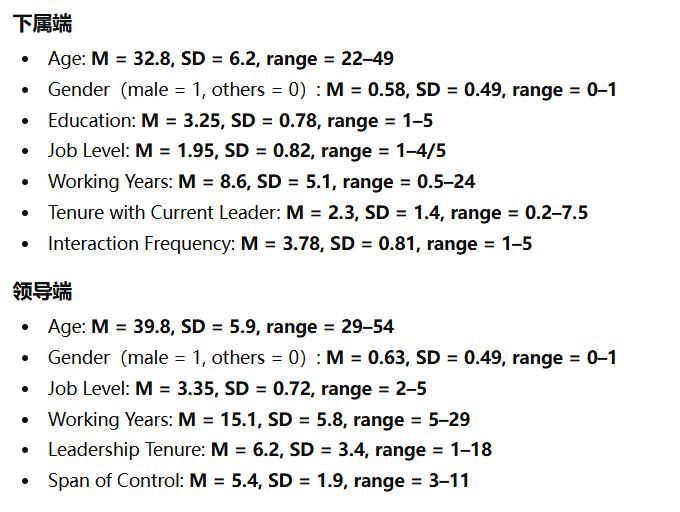 下属端
Age: M = 32.8, SD = 6.2, range = 22–49
Gender（male = 1, others = 0）: M = 0.58, SD = 0.49, range = 0–1
Education: M = 3.25, SD = 0.78, range = 1–5
Job Level: M = 1.95, SD = 0.82, range = 1–4/5
Working Years: M = 8.6, SD = 5.1, range = 0.5–24
Tenure with Current Leader: M = 2.3, SD = 1.4, range = 0.2–7.5
Interaction Frequency: M = 3.78, SD = 0.81, range = 1–5
领导端
Age: M = 39.8, SD = 5.9, range = 29–54
Gender（male = 1, others = 0）: M = 0.63, SD = 0.49, range = 0–1
Job Level: M = 3.35, SD = 0.72, range = 2–5
Working Years: M = 15.1, SD = 5.8, range = 5–29
Leadership Tenure: M = 6.2, SD = 3.4, range = 1–18
Span of Control: M = 5.4, SD = 1.9, range = 3–11